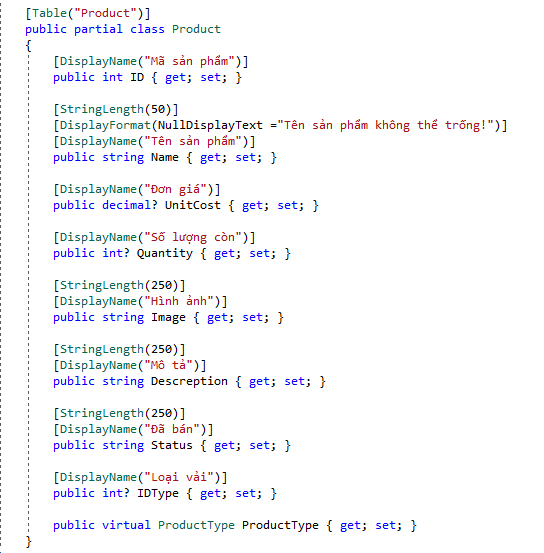 [Table("Product")]
public partial class Product
{
[DisplayName("Mã sản phẩm")]
public int ID { get; set; }
[StringLength(50)]
[DisplayFormat(NullDisplayText ="Tên sản phẩm không thể trống!")]
[DisplayName("Tên sản phẩm")]
public string Name { get; set; }
[DisplayName("Đơn giá")]
public decimal? UnitCost { get; set; }
[DisplayName("Số lượng còn")]
public int? Quantity { get; set; }
[StringLength(250)]
[DisplayName("Hình ảnh")]
public string Image { get; set; }
[StringLength(250)]
[DisplayName("Mô tả")]
public string Descreption { get; set; }
[StringLength(250)]
[DisplayName("Đã bán")]
public string Status { get; set; }
[DisplayName("Loại vải")]
public int? IDType { get; set; }
public virtual ProductType ProductType { get; set; }
}